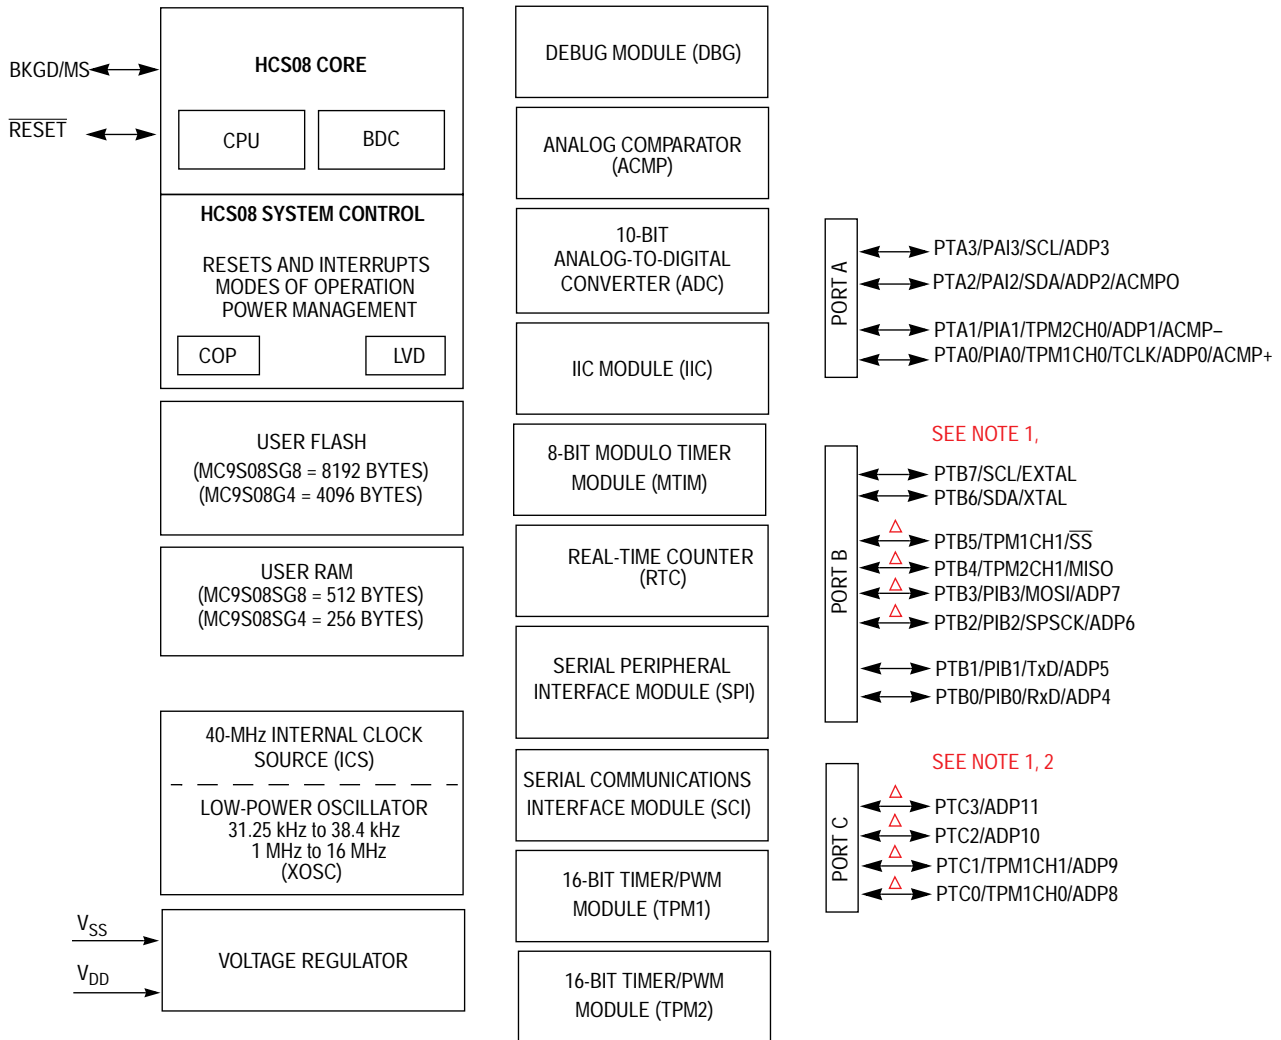 BKGD/MS
RESET
HCS08 CORE
CPU
BDC
HCS08 SYSTEM CONTROL
RESETS AND INTERRUPTS
MODES OF OPERATION
POWER MANAGEMENT
COP
LVD
USER FLASH
(MC9S08SG8 = 8192 BYTES)
(MC9S08G4 = 4096 BYTES)
USER RAM
(MC9S08SG8 = 512 BYTES)
(MC9S08SG4 = 256 BYTES)
40-MHz INTERNAL CLOCK
SOURCE (ICS)
LOW-POWER OSCILLATOR
31.25 kHz to 38.4 kHz
1 MHz to 16 MHz
(XOSC)
VSS
VDD
VOLTAGE REGULATOR
DEBUG MODULE (DBG)
ANALOG COMPARATOR
(ACMP)
10-BIT
ANALOG-TO-DIGITAL
CONVERTER (ADC)
IIC MODULE (IIC)
8-BIT MODULO TIMER
MODULE (MTIM)
REAL-TIME COUNTER
(RTC)
SERIAL PERIPHERAL
INTERFACE MODULE (SPI)
SERIAL COMMUNICATIONS
INTERFACE MODULE (SCI)
16-BIT TIMER/PWM
MODULE (TPM1)
16-BIT TIMER/PWM
MODULE (TPM2)
PORT A
PTA3/PAI3/SCL/ADP3
PTA2/PAI2/SDA/ADP2/ACMPO
PTA1/PIA1/TPM2CH0/ADP1/ACMP–
PTA0/PIA0/TPM1CH0/TCLK/ADP0/ACMP+
SEE NOTE 1,
PORT B
PTB7/SCL/EXTAL
PTB6/SDA/XTAL
PTB5/TPM1CH1/SS
PTB4/TPM2CH1/MISO
PTB3/PIB3/MOSI/ADP7
PTB2/PIB2/SPSCK/ADP6
PTB1/PIB1/TxD/ADP5
PTB0/PIB0/RxD/ADP4
SEE NOTE 1, 2
PORT C
PTC3/ADP11
PTC2/ADP10
PTC1/TPM1CH1/ADP9
PTC0/TPM1CH0/ADP8